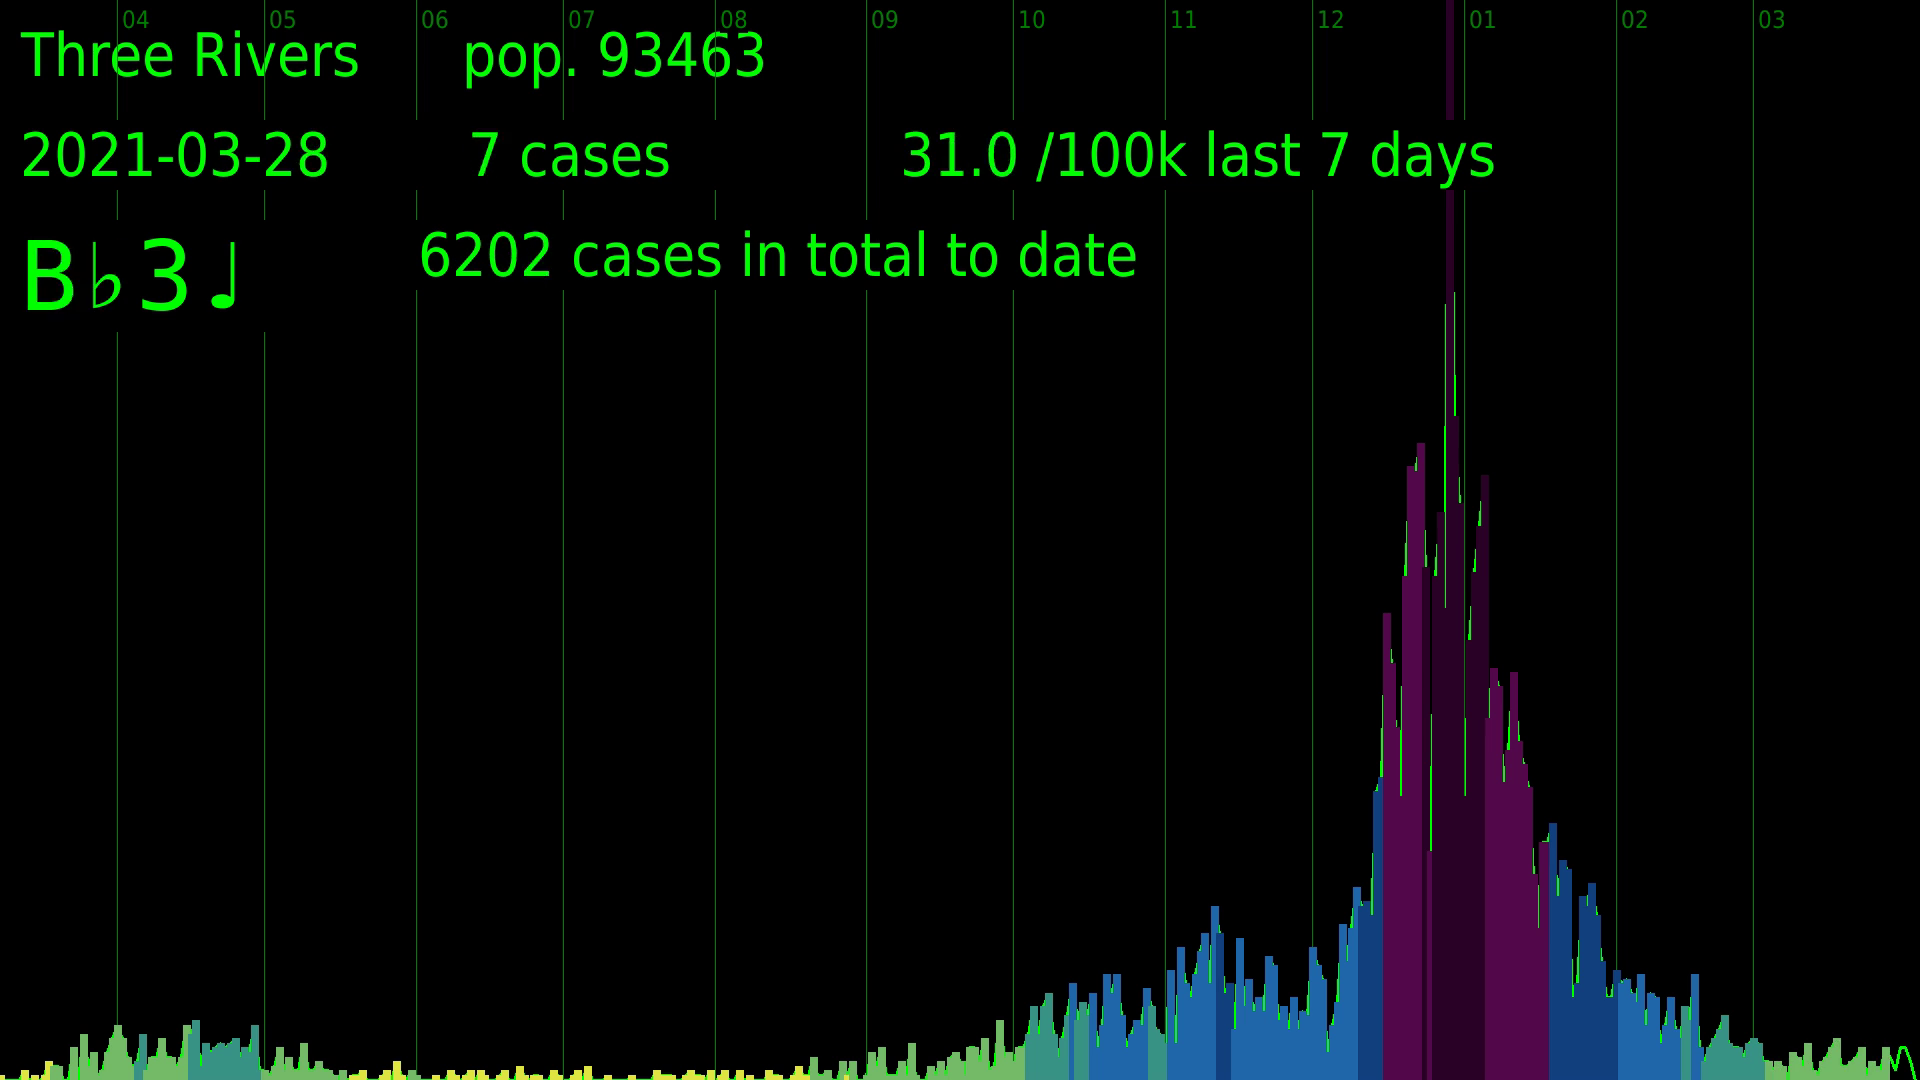 04 05 06 07 08 09 10 11 12 01 02 03
Three Rivers pop. 93463
2021-03-28 7 cases 31.0 /100k last 7 days
B♭3♩ 6202 cases in total to date